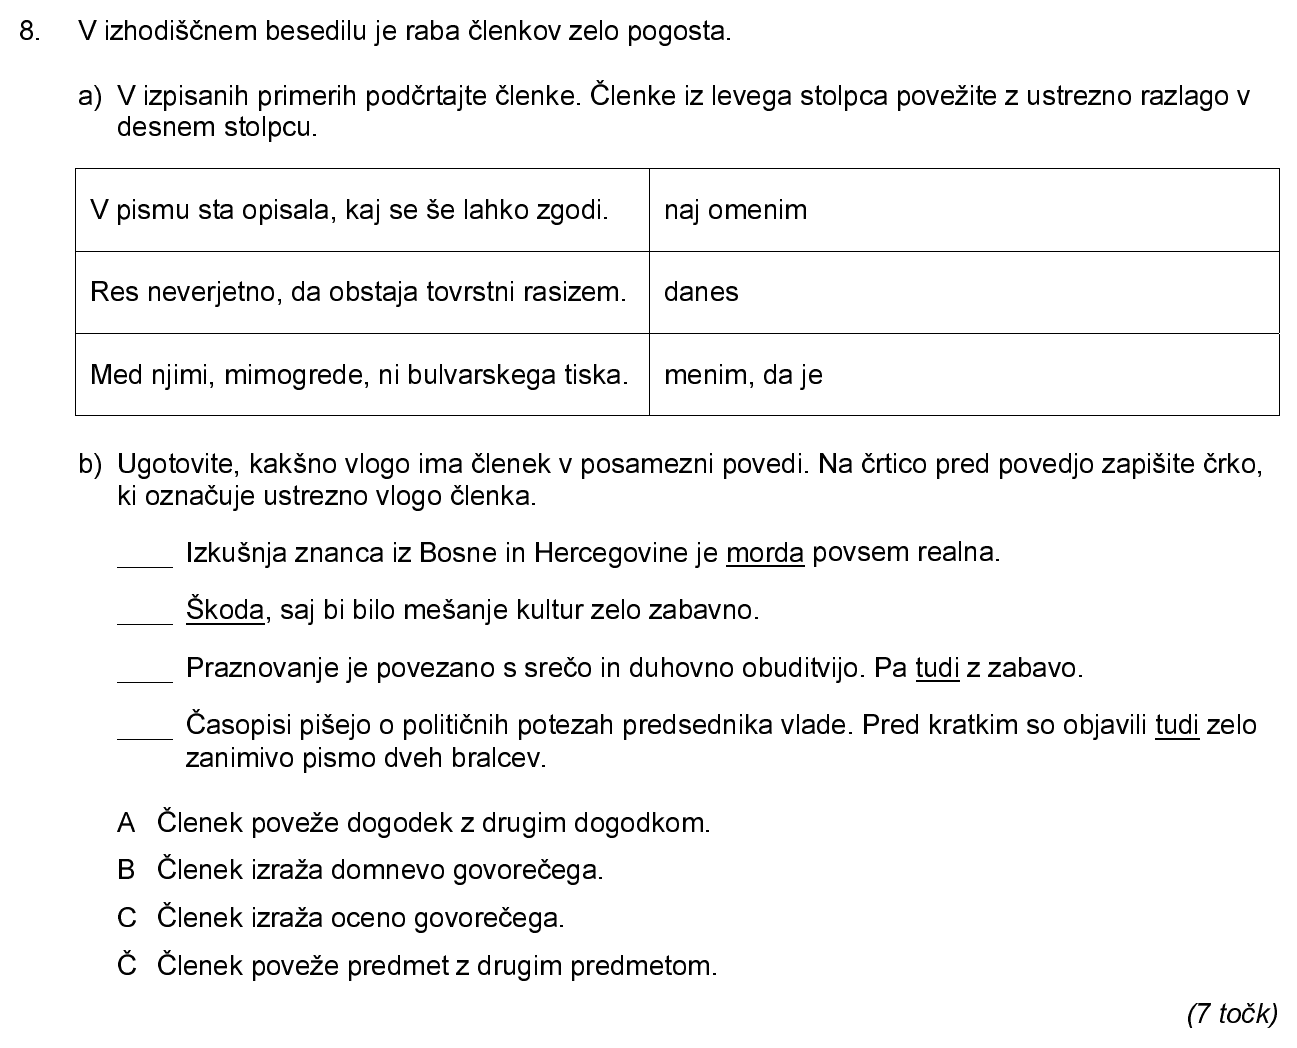 8. V izhodiščnem besedilu je raba členkov zelo pogosta.
a) V izpisanih primerih podčrtajte členke. Členke iz levega stolpca povežite z ustrezno razlago v
desnem stolpcu.
V pismu sta opisala, kaj se še lahko zgodi. naj omenim
Res neverjetno, da obstaja tovrstni rasizem. danes
Med njimi, mimogrede, ni bulvarskega tiska. menim, da je
b) Ugotovite, kakšno vlogo ima členek v posamezni povedi. Na črtico pred povedjo zapišite črko,
ki označuje ustrezno vlogo členka.
____ Izkušnja znanca iz Bosne in Hercegovine je morda povsem realna.
____ Škoda, saj bi bilo mešanje kultur zelo zabavno.
____ Praznovanje je povezano s srečo in duhovno obuditvijo. Pa tudi z zabavo.
____ Časopisi pišejo o političnih potezah predsednika vlade. Pred kratkim so objavili tudi zelo
zanimivo pismo dveh bralcev.
A Členek poveže dogodek z drugim dogodkom.
B Členek izraža domnevo govorečega.
C Členek izraža oceno govorečega.
Č Členek poveže predmet z drugim predmetom.
(7 točk)